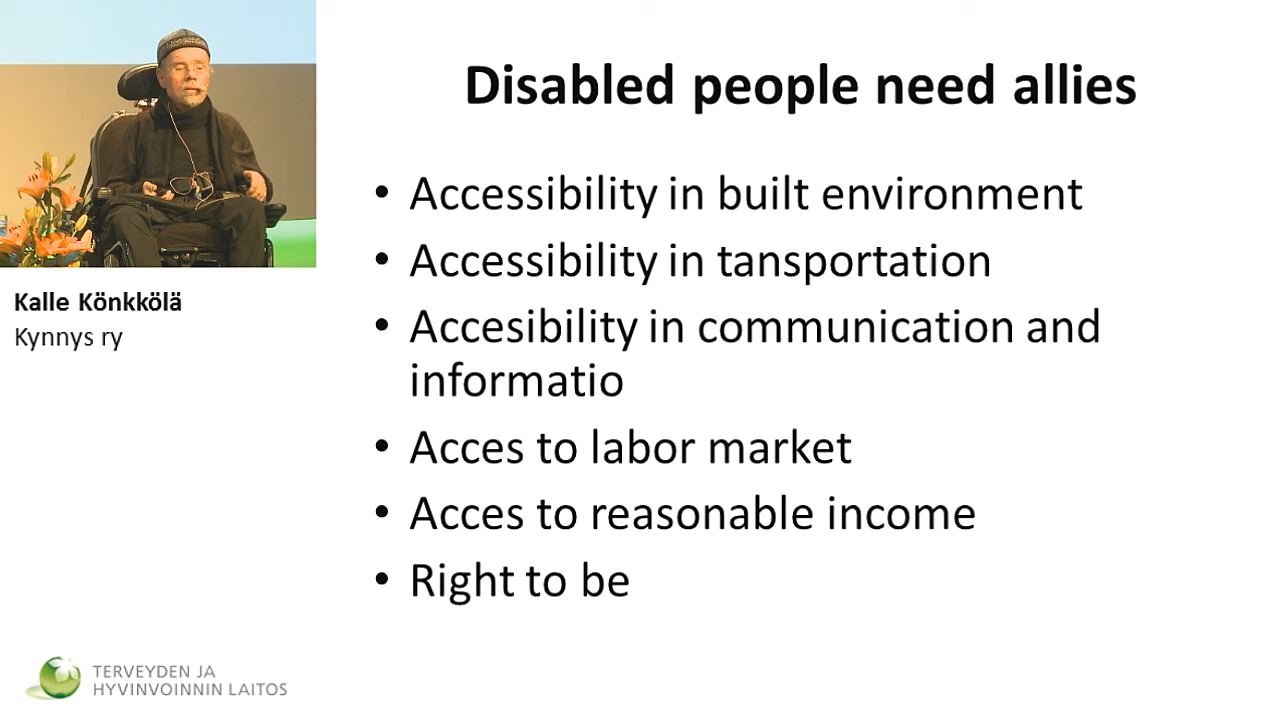 Disabled people need allies
• Accessibility in built environment
• Accessibility in tansportation
• Accesibility in communication and
informatio
• Acces to labor market
• Acces to reasonable income
• Right to be
Kalle Könkkölä
Kynnys ry
TERVEYDEN JA
HYVINVOINNIN LAITOS